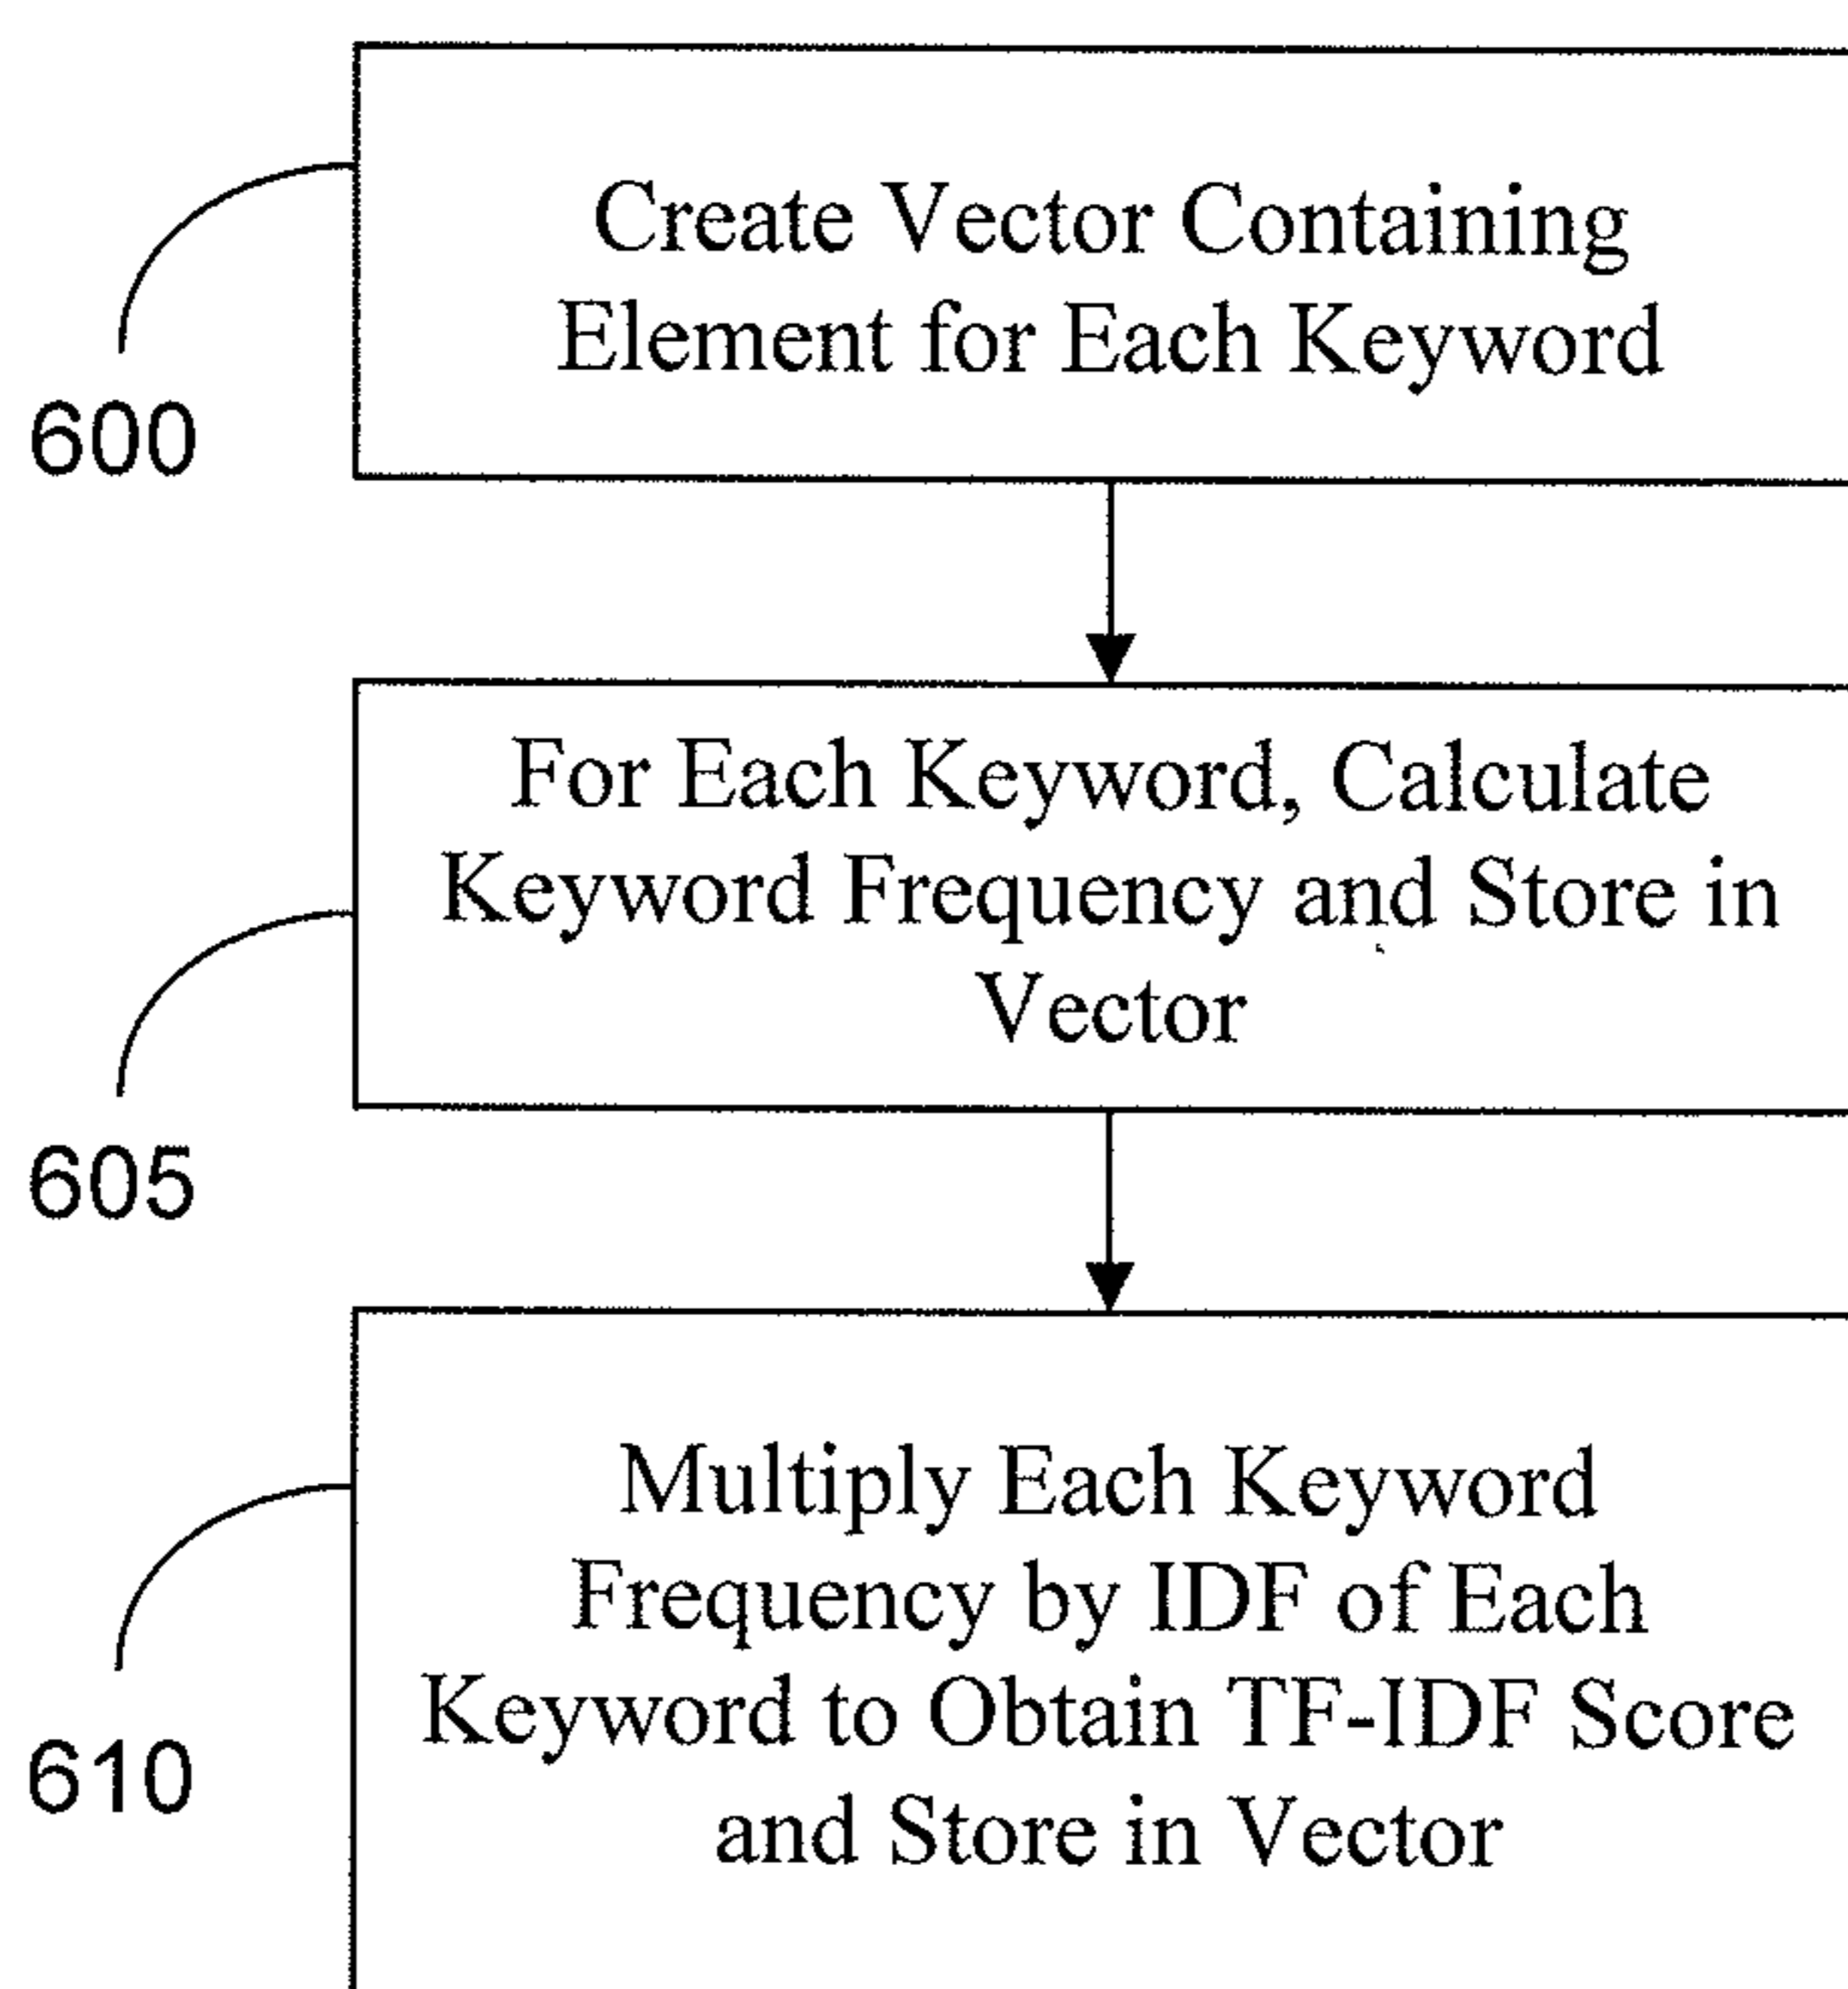 Create Vector Containing
Element for Each Keyword
600
For Each Keyword, Calculate
Keyword Frequency and Store in
Vector
605
Multiply Each Keyword
Frequency by IDF of Each
Keyword to Obtain TF-IDF Score
and Store in Vector
610